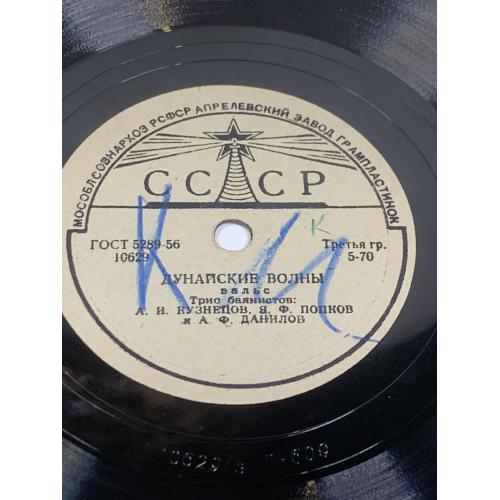 МОСОБЛСОВНАРХОЗ РСФСР АПРЕЛЕВСКИЙ ЗАВОД ГРАМПЛАСТИНОК
СССР
К
ГОСТ 5289-56
10629
Третья гр.
5-70
ДУНАЙСКИЕ ВОЛНЫ
вальс
Трио баянистов:
А. И. КУЗНЕЦОВ, Я. Ф. ПОПКОВ
и А. Ф. ДАНИЛОВ
10629